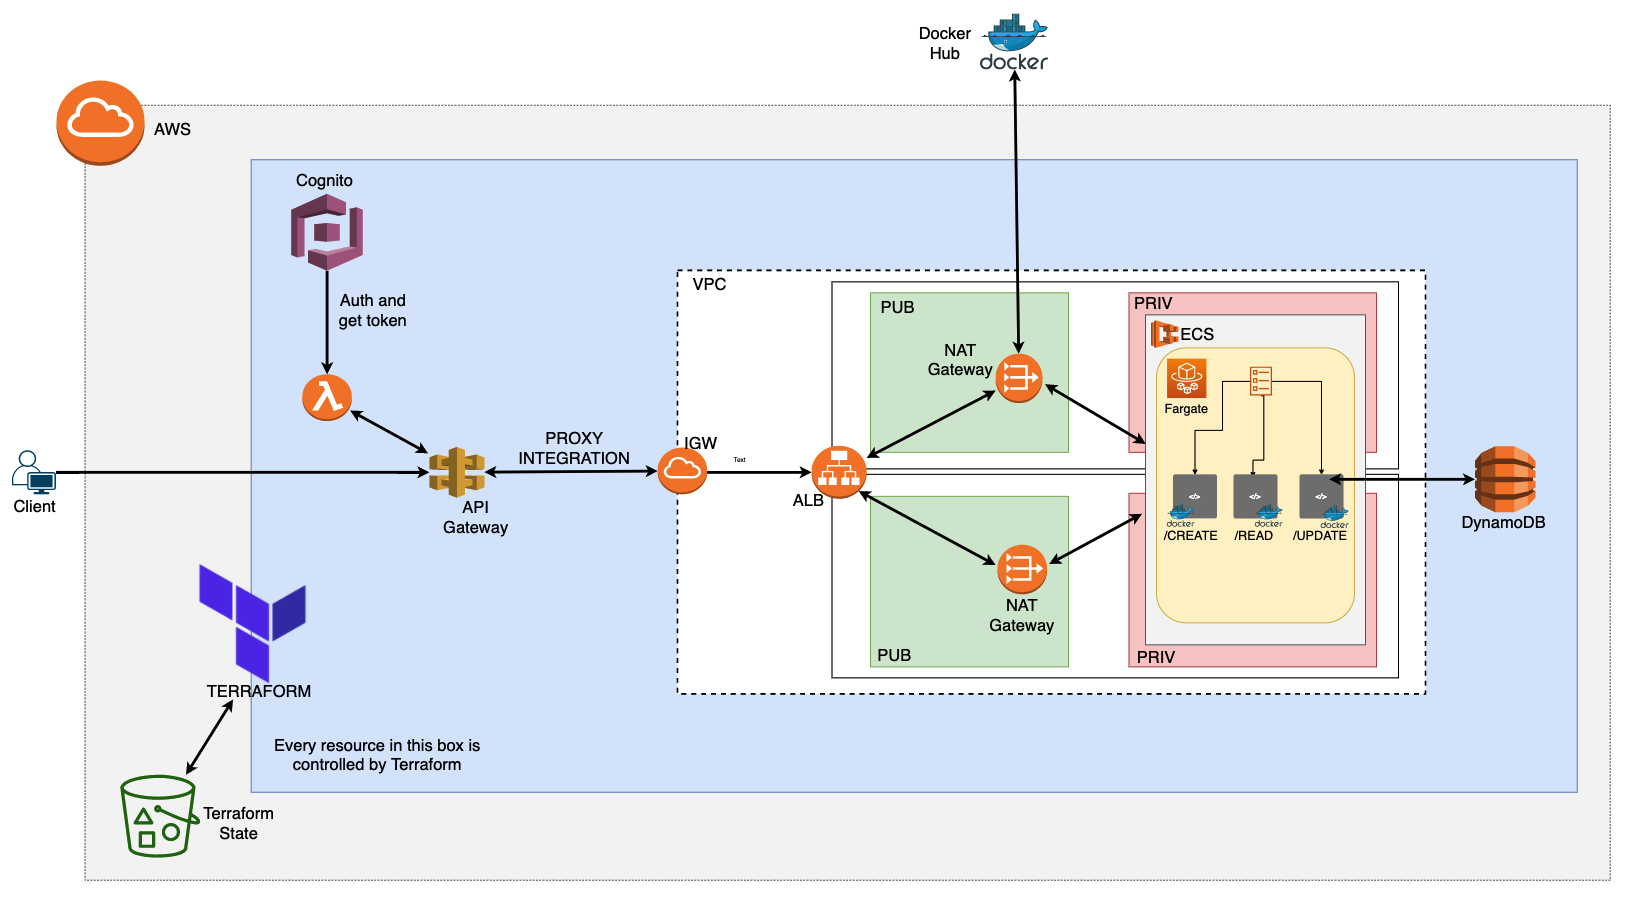 Docker
Hub
docker
AWS
Cognito
Auth and
get token
VPC
PUB
PRIV
ECS
NAT
Gateway
Fargate
PROXY
INTEGRATION
IGW
Text
ALB
Client
API
Gateway
</>
</>
</>
docker
docker
docker
/CREATE
/READ
/UPDATE
DynamoDB
NAT
Gateway
PUB
PRIV
TERRAFORM
Every resource in this box is
controlled by Terraform
Terraform
State